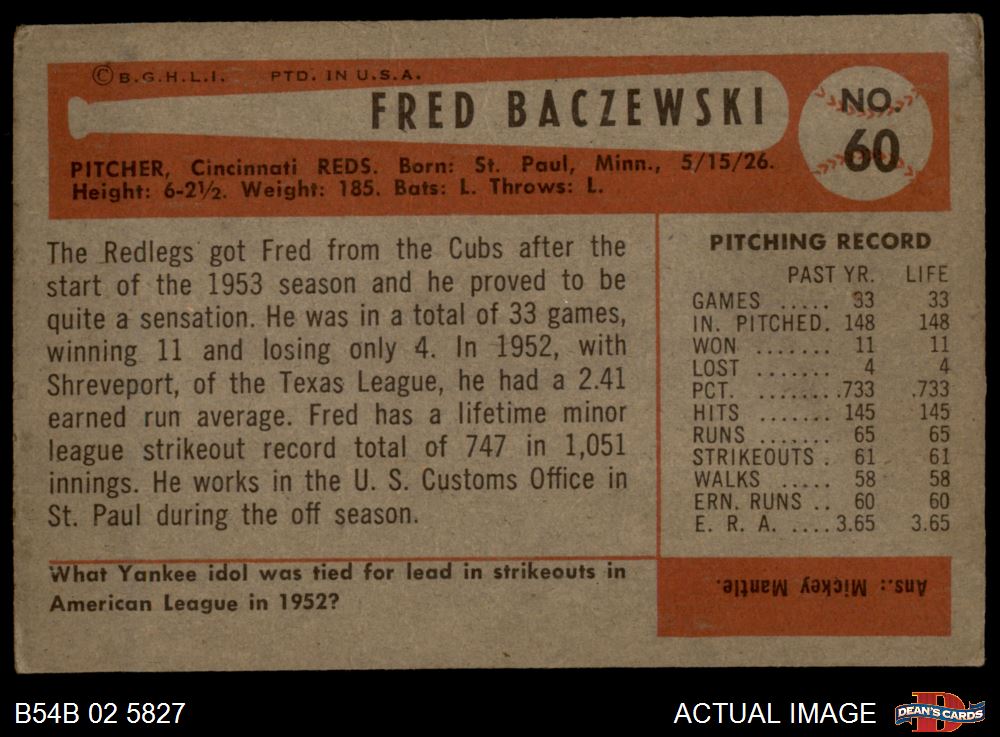 © B.G.H.L.I. PTD. IN U.S.A.
FRED BACZEWSKI
NO.
60
PITCHER, Cincinnati REDS. Born: St. Paul, Minn., 5/15/26.
Height: 6-2½. Weight: 185. Bats: L. Throws: L.
The Redlegs got Fred from the Cubs after the
start of the 1953 season and he proved to be
quite a sensation. He was in a total of 33 games,
winning 11 and losing only 4. In 1952, with
Shreveport, of the Texas League, he had a 2.41
earned run average. Fred has a lifetime minor
league strikeout record total of 747 in 1,051
innings. He works in the U. S. Customs Office in
St. Paul during the off season.
PITCHING RECORD
PAST YR. LIFE
GAMES ..... 33 33
IN. PITCHED. 148 148
WON ....... 11 11
LOST ....... 4 4
PCT. ........ .733 .733
HITS ....... 145 145
RUNS ....... 65 65
STRIKEOUTS . 61 61
WALKS ..... 58 58
ERN. RUNS .. 60 60
E. R. A. .... 3.65 3.65
What Yankee idol was tied for lead in strikeouts in
American League in 1952?
Ans.: Mickey Mantle.
B54B 02 5827
ACTUAL IMAGE
DEAN'S CARDS